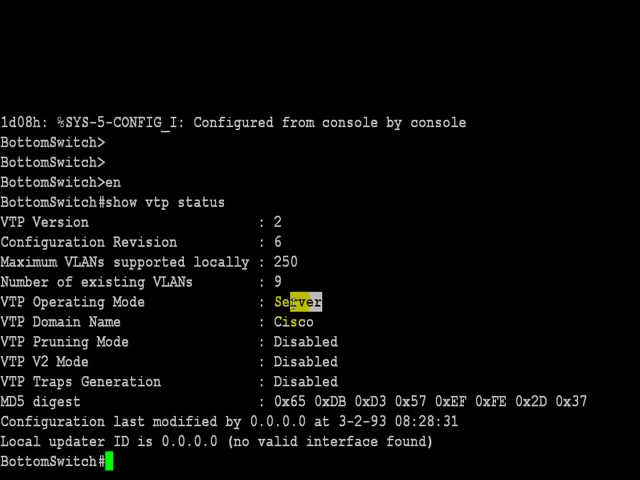 1d08h: %SYS-5-CONFIG_I: Configured from console by console
BottomSwitch>
BottomSwitch>
BottomSwitch>en
BottomSwitch#show vtp status
VTP Version : 2
Configuration Revision : 6
Maximum VLANs supported locally : 250
Number of existing VLANs : 9
VTP Operating Mode : Server
VTP Domain Name : Cisco
VTP Pruning Mode : Disabled
VTP V2 Mode : Disabled
VTP Traps Generation : Disabled
MD5 digest : 0x65 0xDB 0xD3 0x57 0xEF 0xFE 0x2D 0x37
Configuration last modified by 0.0.0.0 at 3-2-93 08:28:31
Local updater ID is 0.0.0.0 (no valid interface found)
BottomSwitch#